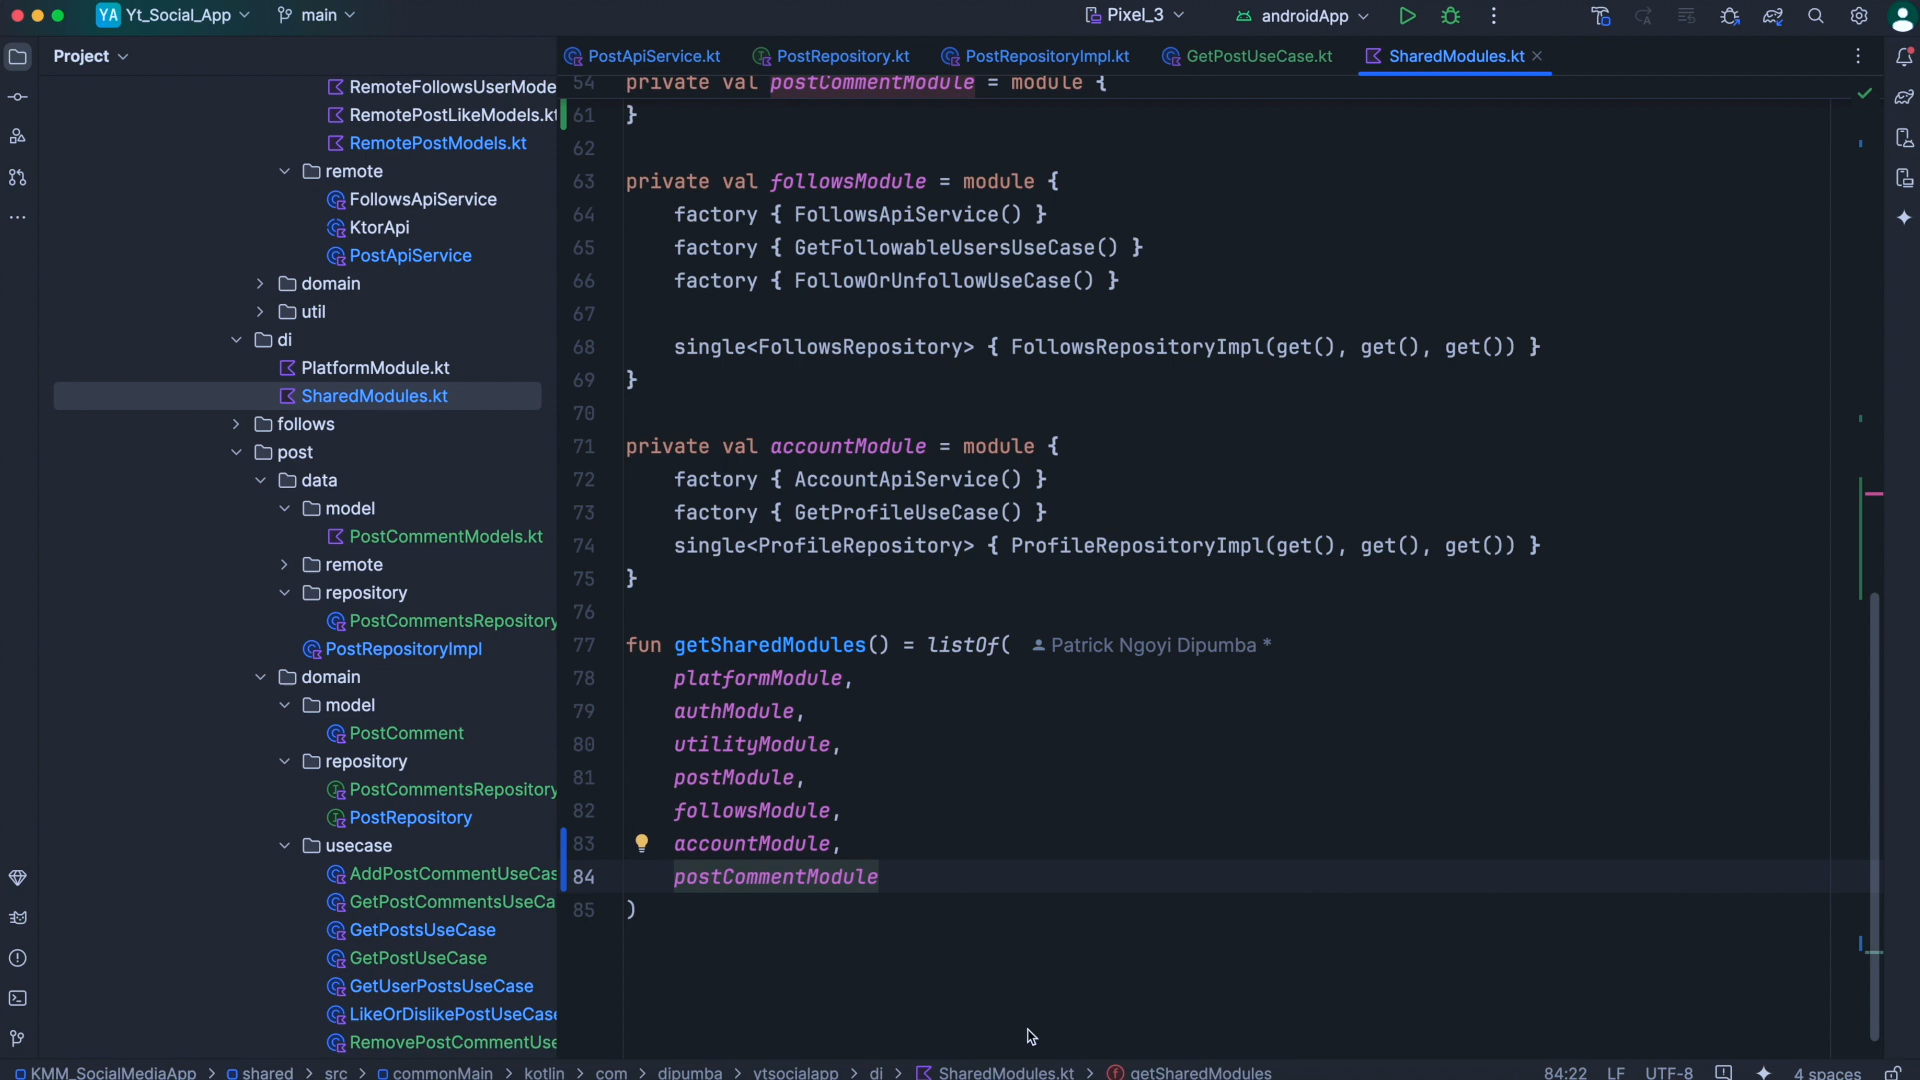 YA Yt_Social_App main Pixel_3 androidApp
Project
PostApiService.kt PostRepository.kt PostRepositoryImpl.kt GetPostUseCase.kt SharedModules.kt
RemoteFollowsUserMode
RemotePostLikeModels.kt
RemotePostModels.kt
remote
FollowsApiService
KtorApi
PostApiService
domain
util
di
PlatformModule.kt
SharedModules.kt
follows
post
data
model
PostCommentModels.kt
remote
repository
PostCommentsRepository
PostRepositoryImpl
domain
model
PostComment
repository
PostCommentsRepository
PostRepository
usecase
AddPostCommentUseCas
GetPostCommentsUseCa
GetPostsUseCase
GetPostUseCase
GetUserPostsUseCase
LikeOrDislikePostUseCase
RemovePostCommentUse
54 private val postCommentModule = module {
61 }
62
63 private val followsModule = module {
64 factory { FollowsApiService() }
65 factory { GetFollowableUsersUseCase() }
66 factory { FollowOrUnfollowUseCase() }
67
68 single<FollowsRepository> { FollowsRepositoryImpl(get(), get(), get()) }
69 }
70
71 private val accountModule = module {
72 factory { AccountApiService() }
73 factory { GetProfileUseCase() }
74 single<ProfileRepository> { ProfileRepositoryImpl(get(), get(), get()) }
75 }
76
77 fun getSharedModules() = listOf( Patrick Ngoyi Dipumba *
78 platformModule,
79 authModule,
80 utilityModule,
81 postModule,
82 followsModule,
83 accountModule,
84 postCommentModule
85 )
KMM_SocialMediaApp > shared > src > commonMain > kotlin > com > dipumba > ytsocialapp > di > SharedModules.kt > getSharedModules 84:22 LF UTF-8 4 spaces